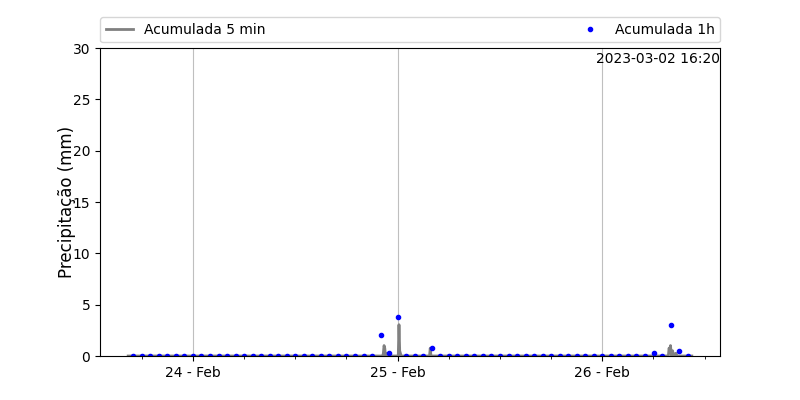 Acumulada 5 min
Acumulada 1h
2023-03-02 16:20
Precipitação (mm)
30
25
20
15
10
5
0
24 - Feb
25 - Feb
26 - Feb